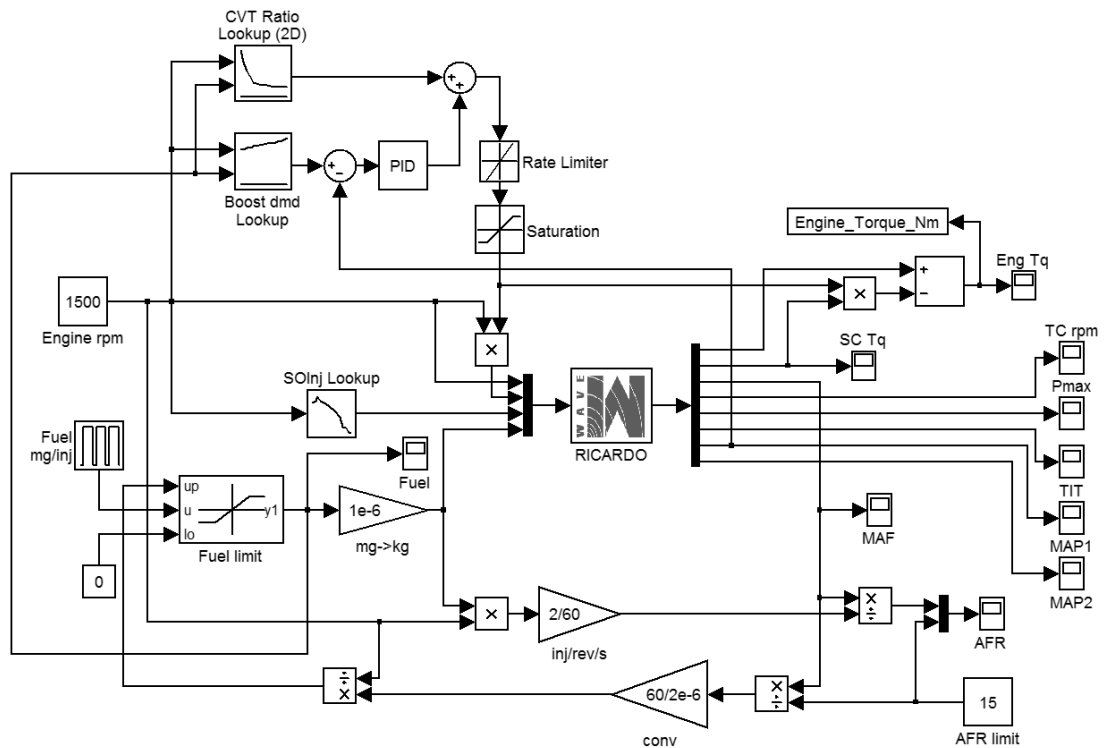 CVT Ratio
Lookup (2D)
+
+
Boost dmd
Lookup
+
−
PID
Rate Limiter
Saturation
Engine_Torque_Nm
+
−
Eng Tq
1500
Engine rpm
×
×
SC Tq
TC rpm
SOInj Lookup
WAVE
RICARDO
Pmax
Fuel
mg/inj
Fuel
up
u
lo
y1
Fuel limit
1e-6
mg->kg
TIT
MAF
MAP1
0
MAP2
×
2/60
inj/rev/s
×
÷
AFR
÷
×
60/2e-6
conv
×
÷
15
AFR limit